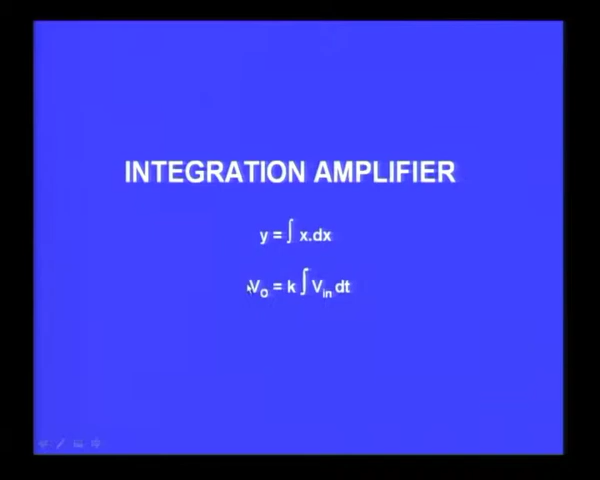 INTEGRATION AMPLIFIER
y = ∫ x.dx
V₀ = k ∫ Vᵢₙ dt